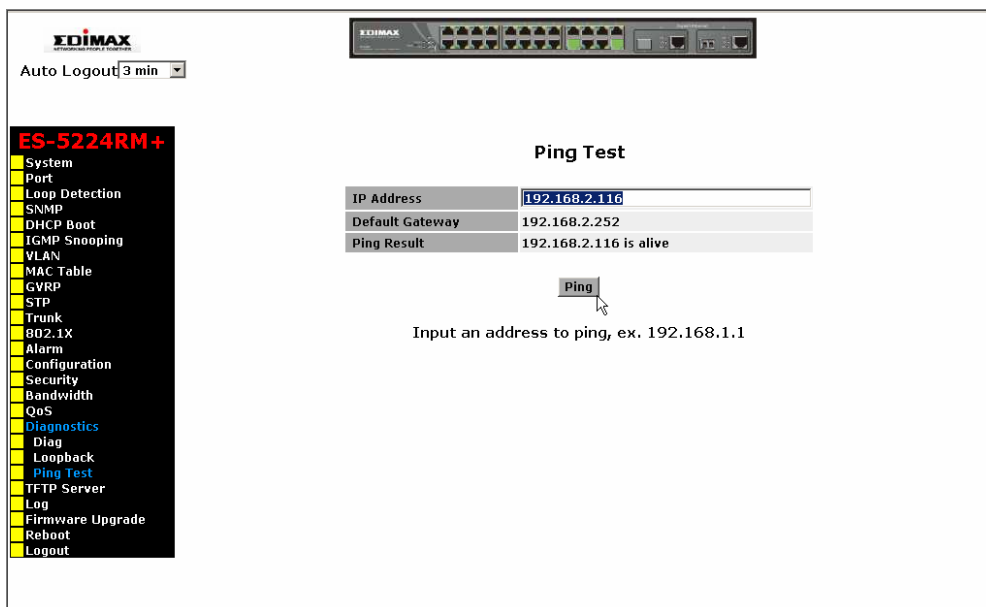 EDIMAX
NETWORKING PEOPLE TOGETHER
EDIMAX
Auto Logout 3 min
ES-5224RM+
System
Port
Loop Detection
SNMP
DHCP Boot
IGMP Snooping
VLAN
MAC Table
GVRP
STP
Trunk
802.1X
Alarm
Configuration
Security
Bandwidth
QoS
Diagnostics
Diag
Loopback
Ping Test
TFTP Server
Log
Firmware Upgrade
Reboot
Logout
Ping Test
IP Address 192.168.2.116
Default Gateway 192.168.2.252
Ping Result 192.168.2.116 is alive
Ping
Input an address to ping, ex. 192.168.1.1